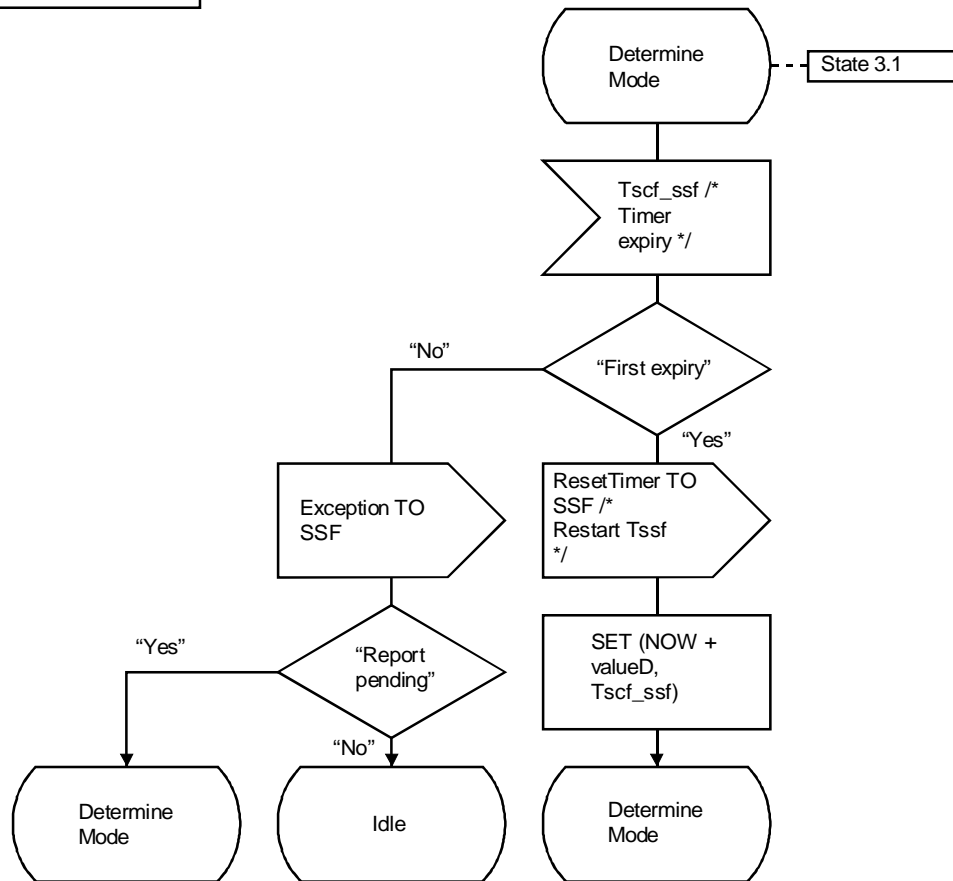 Determine
Mode
State 3.1
Tscf_ssf /*
Timer
expiry */
“No”
“First expiry”
“Yes”
Exception TO
SSF
ResetTimer TO
SSF /*
Restart Tssf
*/
“Yes”
“Report
pending”
SET (NOW +
valueD,
Tscf_ssf)
“No”
Determine
Mode
Idle
Determine
Mode